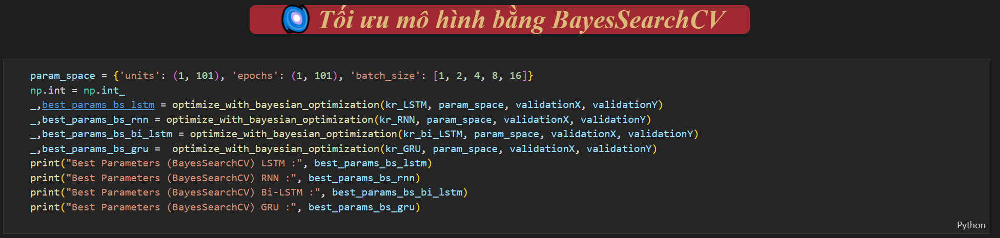 Tối ưu mô hình bằng BayesSearchCV
param_space = {'units': (1, 101), 'epochs': (1, 101), 'batch_size': [1, 2, 4, 8, 16]}
np.int = np.int_
_,best_params_bs_lstm = optimize_with_bayesian_optimization(kr_LSTM, param_space, validationX, validationY)
_,best_params_bs_rnn = optimize_with_bayesian_optimization(kr_RNN, param_space, validationX, validationY)
_,best_params_bs_bi_lstm = optimize_with_bayesian_optimization(kr_bi_LSTM, param_space, validationX, validationY)
_,best_params_bs_gru =  optimize_with_bayesian_optimization(kr_GRU, param_space, validationX, validationY)
print("Best Parameters (BayesSearchCV) LSTM :", best_params_bs_lstm)
print("Best Parameters (BayesSearchCV) RNN :", best_params_bs_rnn)
print("Best Parameters (BayesSearchCV) Bi-LSTM :", best_params_bs_bi_lstm)
print("Best Parameters (BayesSearchCV) GRU :", best_params_bs_gru)
Python